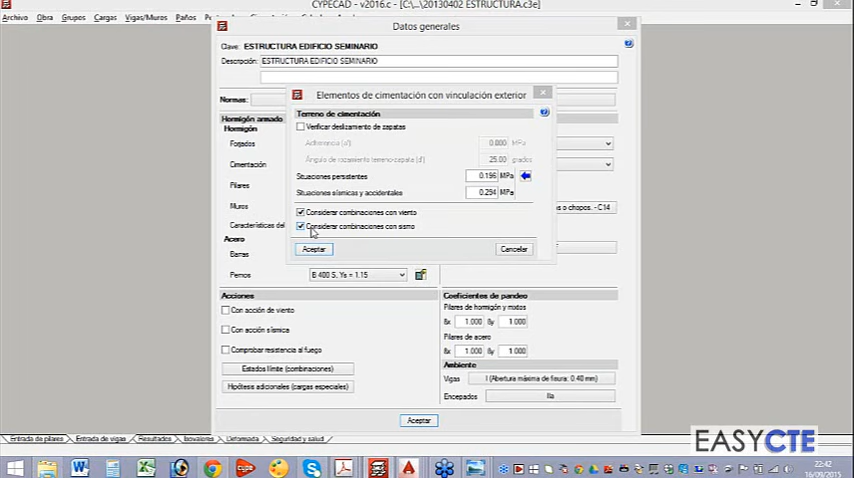 CYPECAD - v2016.c - [C:\...\20130402 ESTRUCTURA.c3e]
Archivo Obra Grupos Cargas Vigas/Muros Paños
Datos generales
Clave: ESTRUCTURA EDIFICIO SEMINARIO
Descripción: ESTRUCTURA EDIFICIO SEMINARIO
Normas:
Elementos de cimentación con vinculación exterior
Hormigón armado
Terreno de cimentación
Hormigón
Verificar deslizamiento de zapatas
Forjados
Adherencia (a') 0.000 MPa
Cimentación
Ángulo de rozamiento terreno-zapata (d') 25.00 grados
Situaciones persistentes 0.196 MPa
Pilares
Situaciones sísmicas y accidentales 0.294 MPa
Muros
os o chopos. - C14
Considerar combinaciones con viento
Características del
Considerar combinaciones con sismo
Acero
Barras
Aceptar Cancelar
Pernos B 400 S, Ys = 1.15
Acciones
Con acción de viento
Con acción sísmica
Comprobar resistencia al fuego
Estados límite (combinaciones)
Hipótesis adicionales (cargas especiales)
Coeficientes de pandeo
Pilares de hormigón y mixtos
ßx 1.000 ßy 1.000
Pilares de acero
ßx 1.000 ßy 1.000
Ambiente
Vigas I (Abertura máxima de fisura: 0.40 mm)
Encepados IIa
Aceptar
Entrada de pilares Entrada de vigas Resultados Isovalores Deformada Seguridad y salud
EASYCTE
22:42
16/09/2015